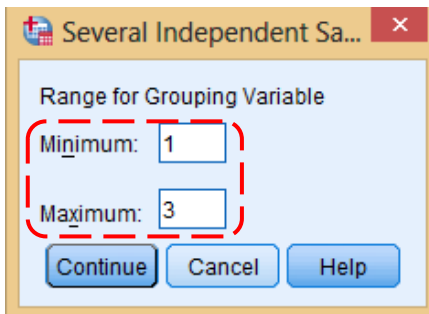 Several Independent Sa...
Range for Grouping Variable
Minimum: 1
Maximum: 3
Continue Cancel Help